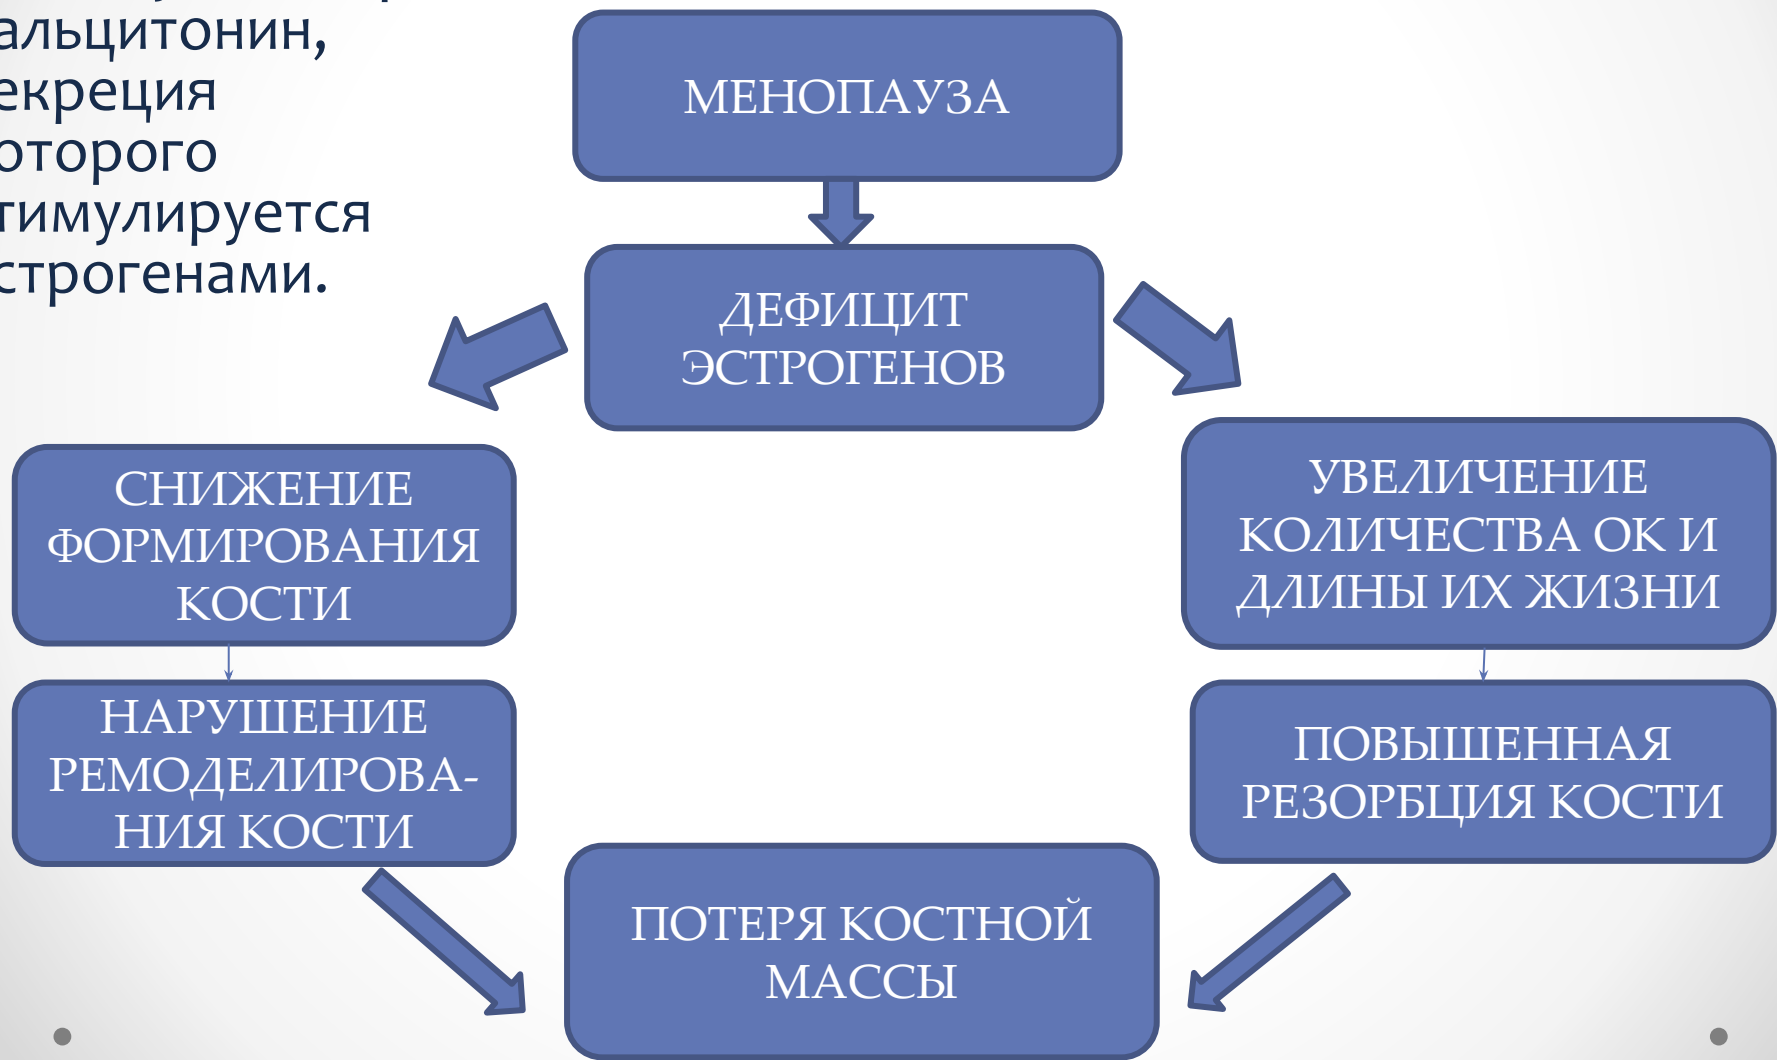 альцитонин,
екреция
оторого
тимулируется
строгенами.
МЕНОПАУЗА
ДЕФИЦИТ
ЭСТРОГЕНОВ
СНИЖЕНИЕ
ФОРМИРОВАНИЯ
КОСТИ
УВЕЛИЧЕНИЕ
КОЛИЧЕСТВА ОК И
ДЛИНЫ ИХ ЖИЗНИ
НАРУШЕНИЕ
РЕМОДЕЛИРОВА-
НИЯ КОСТИ
ПОВЫШЕННАЯ
РЕЗОРБЦИЯ КОСТИ
ПОТЕРЯ КОСТНОЙ
МАССЫ